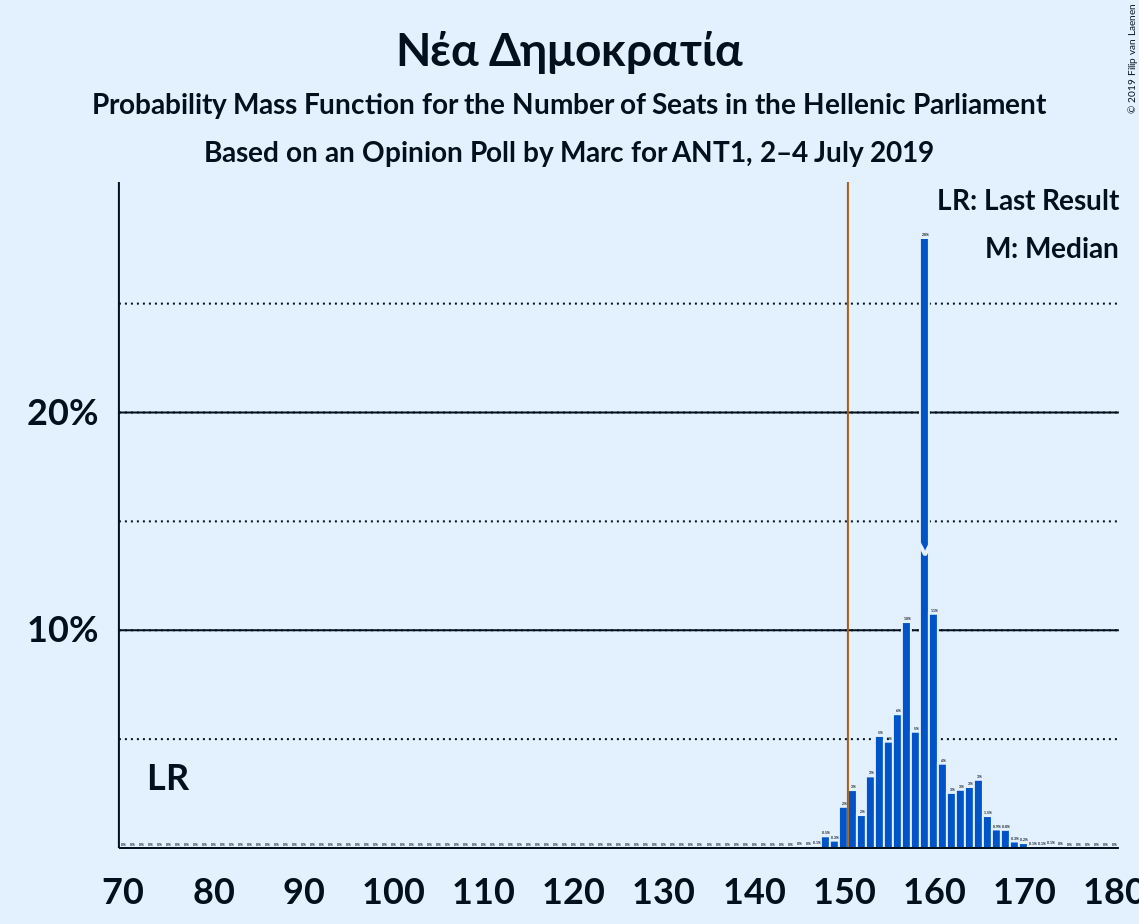 Νέα Δημοκρατία
Probability Mass Function for the Number of Seats in the Hellenic Parliament
Based on an Opinion Poll by Marc for ANT1, 2–4 July 2019
© 2019 Filip van Laenen
LR: Last Result
M: Median
20%
10%
LR
70 80 90 100 110 120 130 140 150 160 170 180